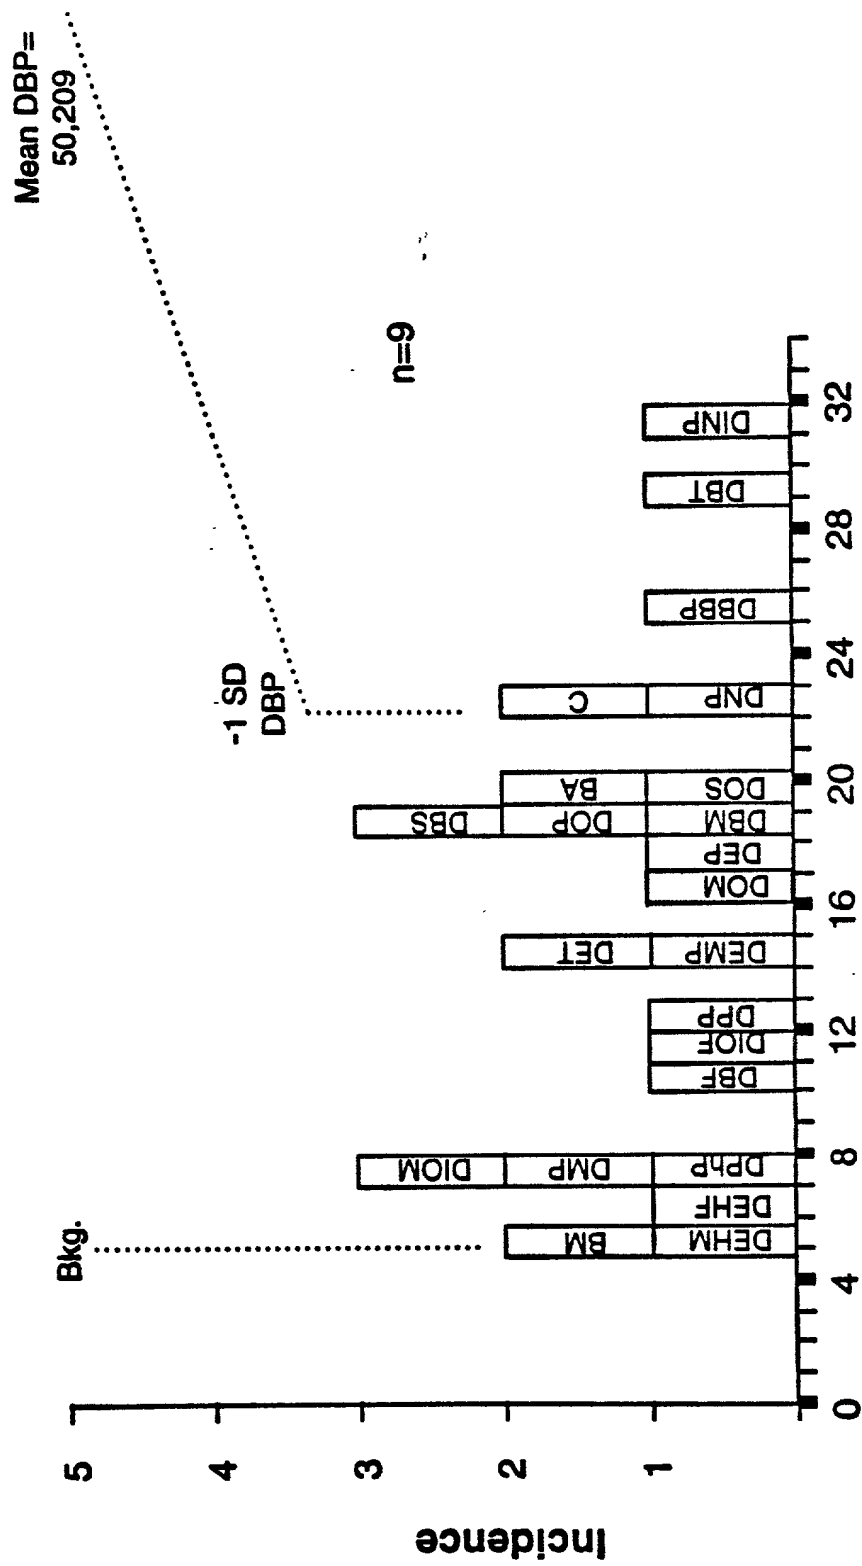 Mean DBP=
50,209
-1 SD
DBP
n=9
Bkg.
Incidence
5
4
3
2
1
0
4
8
12
16
20
24
28
32
DEHM
BM
DEHF
DPhP
DMP
DIOM
DBF
DIOF
DPP
DEMP
DET
DOM
DEP
DBM
DOP
DBS
DOS
BA
DNP
C
DBBP
DBT
DINP